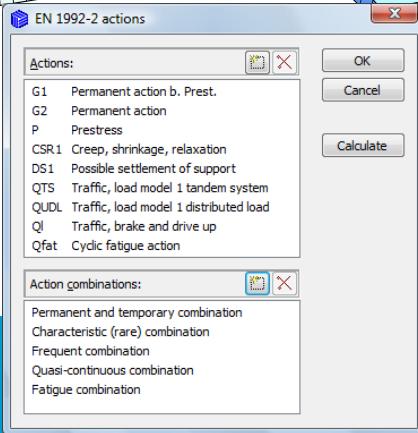 EN 1992-2 actions
Actions:
OK
G1 Permanent action b. Prest.
Cancel
G2 Permanent action
P Prestress
CSR1 Creep, shrinkage, relaxation
Calculate
DS1 Possible settlement of support
QTS Traffic, load model 1 tandem system
QUDL Traffic, load model 1 distributed load
Ql Traffic, brake and drive up
Qfat Cyclic fatigue action
Action combinations:
Permanent and temporary combination
Characteristic (rare) combination
Frequent combination
Quasi-continuous combination
Fatigue combination